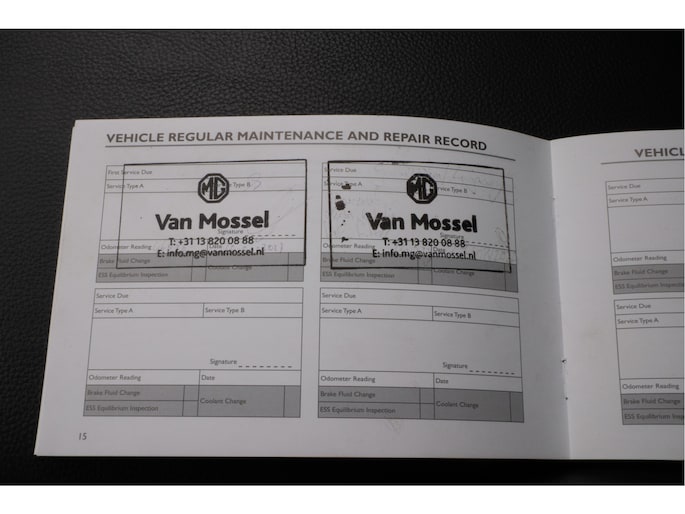 VEHICLE REGULAR MAINTENANCE AND REPAIR RECORD
First Service Due
Service Type A
Service Type B
MG
Van Mossel
Signature
T: +31 13 820 08 88
E: info.mg@vanmossel.nl
Odometer Reading
Date
Brake Fluid Change
Coolant Change
ESS Equilibrium Inspection
Service Due
Service Type A
Service Type B
MG
Van Mossel
Signature
T: +31 13 820 08 88
E: info.mg@vanmossel.nl
Odometer Reading
Date
Brake Fluid Change
Coolant Change
ESS Equilibrium Inspection
Service Due
Service Type A
Service Type B
Signature
Odometer Reading
Date
Brake Fluid Change
Coolant Change
ESS Equilibrium Inspection
Service Due
Service Type A
Service Type B
Signature
Odometer Reading
Date
Brake Fluid Change
Coolant Change
ESS Equilibrium Inspection
15
VEHICL
Service Due
Service Type A
Odometer Reading
Brake Fluid Change
ESS Equilibrium Inspection
Service Due
Service Type A
Odometer Reading
Brake Fluid Change
ESS Equilibrium Inspection